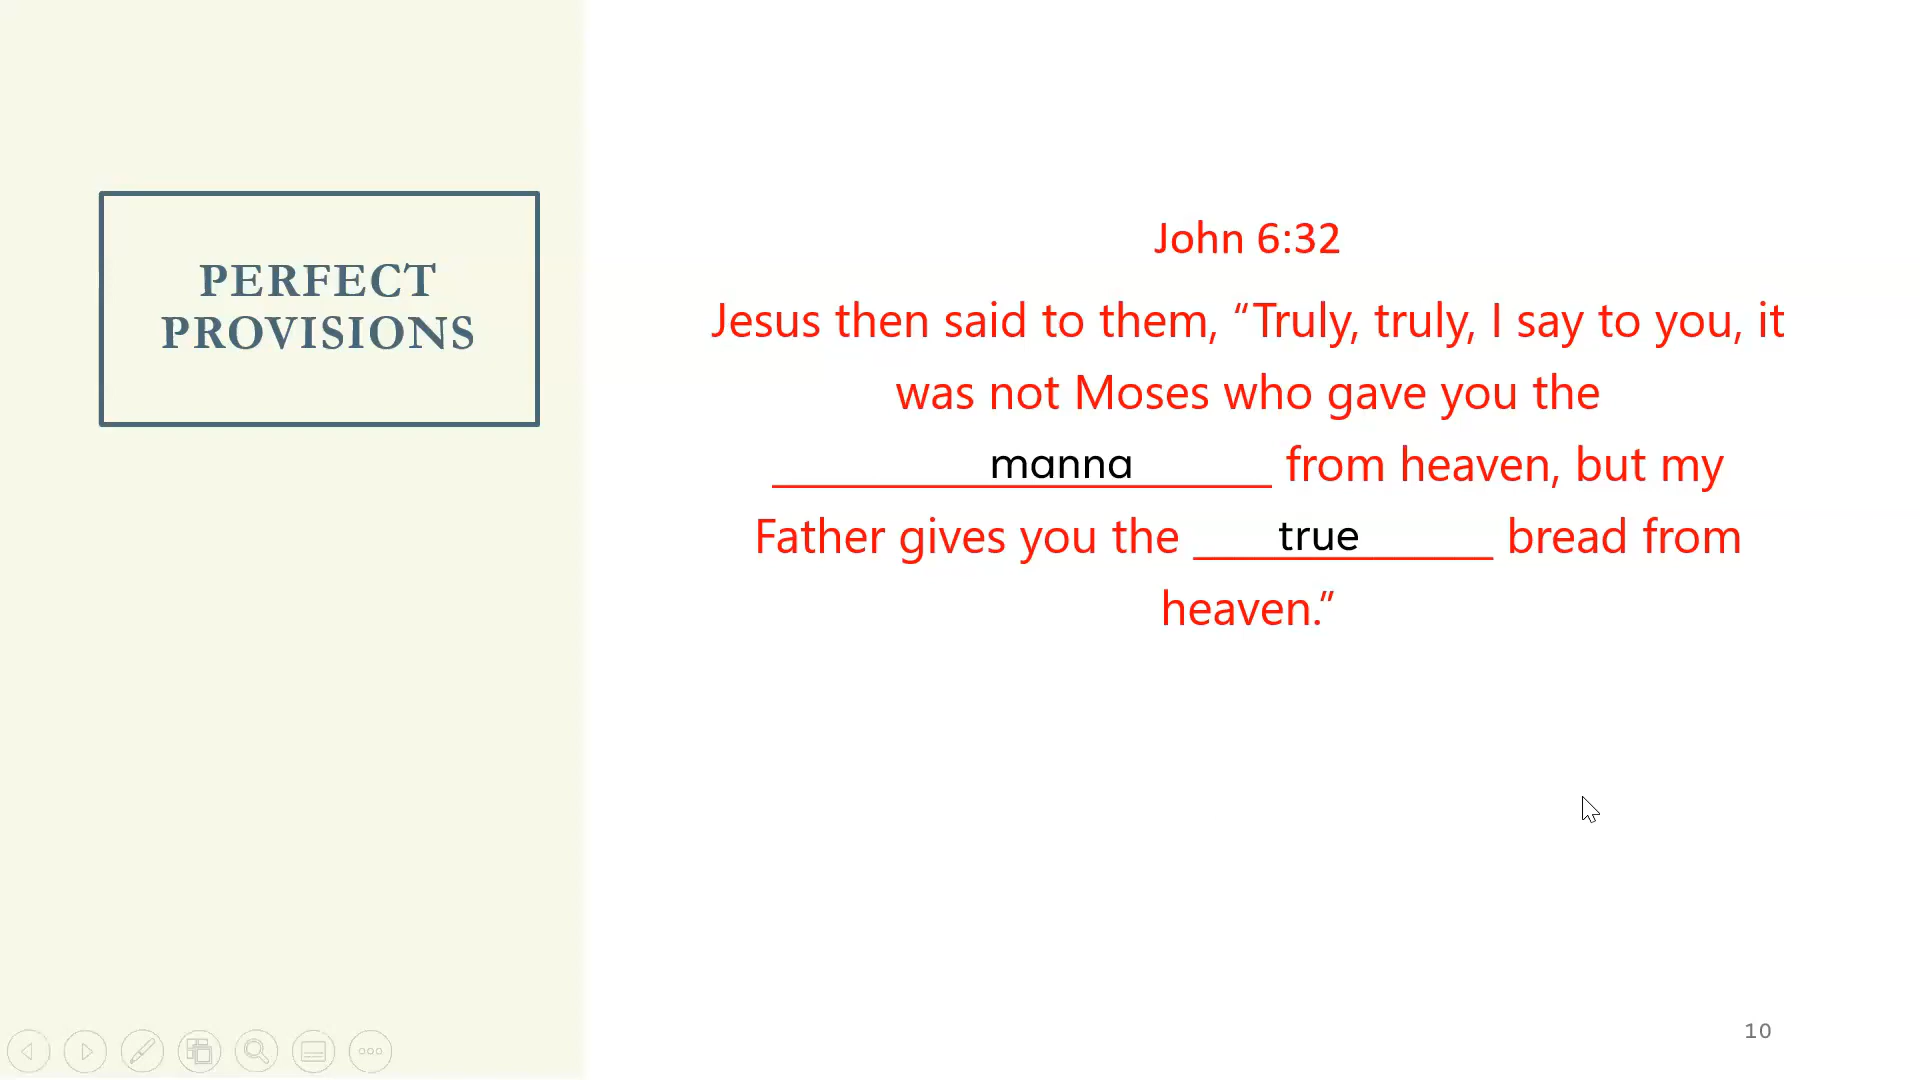 PERFECT
PROVISIONS
John 6:32
Jesus then said to them, “Truly, truly, I say to you, it
was not Moses who gave you the
manna from heaven, but my
Father gives you the true bread from
heaven.”
10